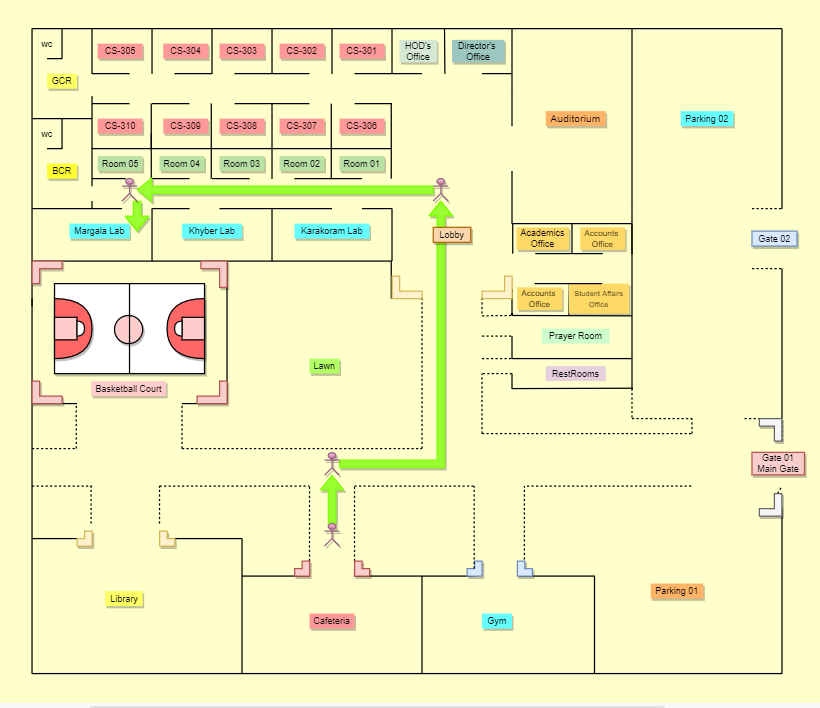 wc
CS-305
CS-304
CS-303
CS-302
CS-301
HOD's
Office
Director's
Office
GCR
CS-310
CS-309
CS-308
CS-307
CS-306
Auditorium
Parking 02
wc
BCR
Room 05
Room 04
Room 03
Room 02
Room 01
Margala Lab
Khyber Lab
Karakoram Lab
Lobby
Academics
Office
Accounts
Office
Gate 02
Accounts
Office
Student Affairs
Office
Prayer Room
Lawn
RestRooms
Basketball Court
Gate 01
Main Gate
Library
Cafeteria
Gym
Parking 01